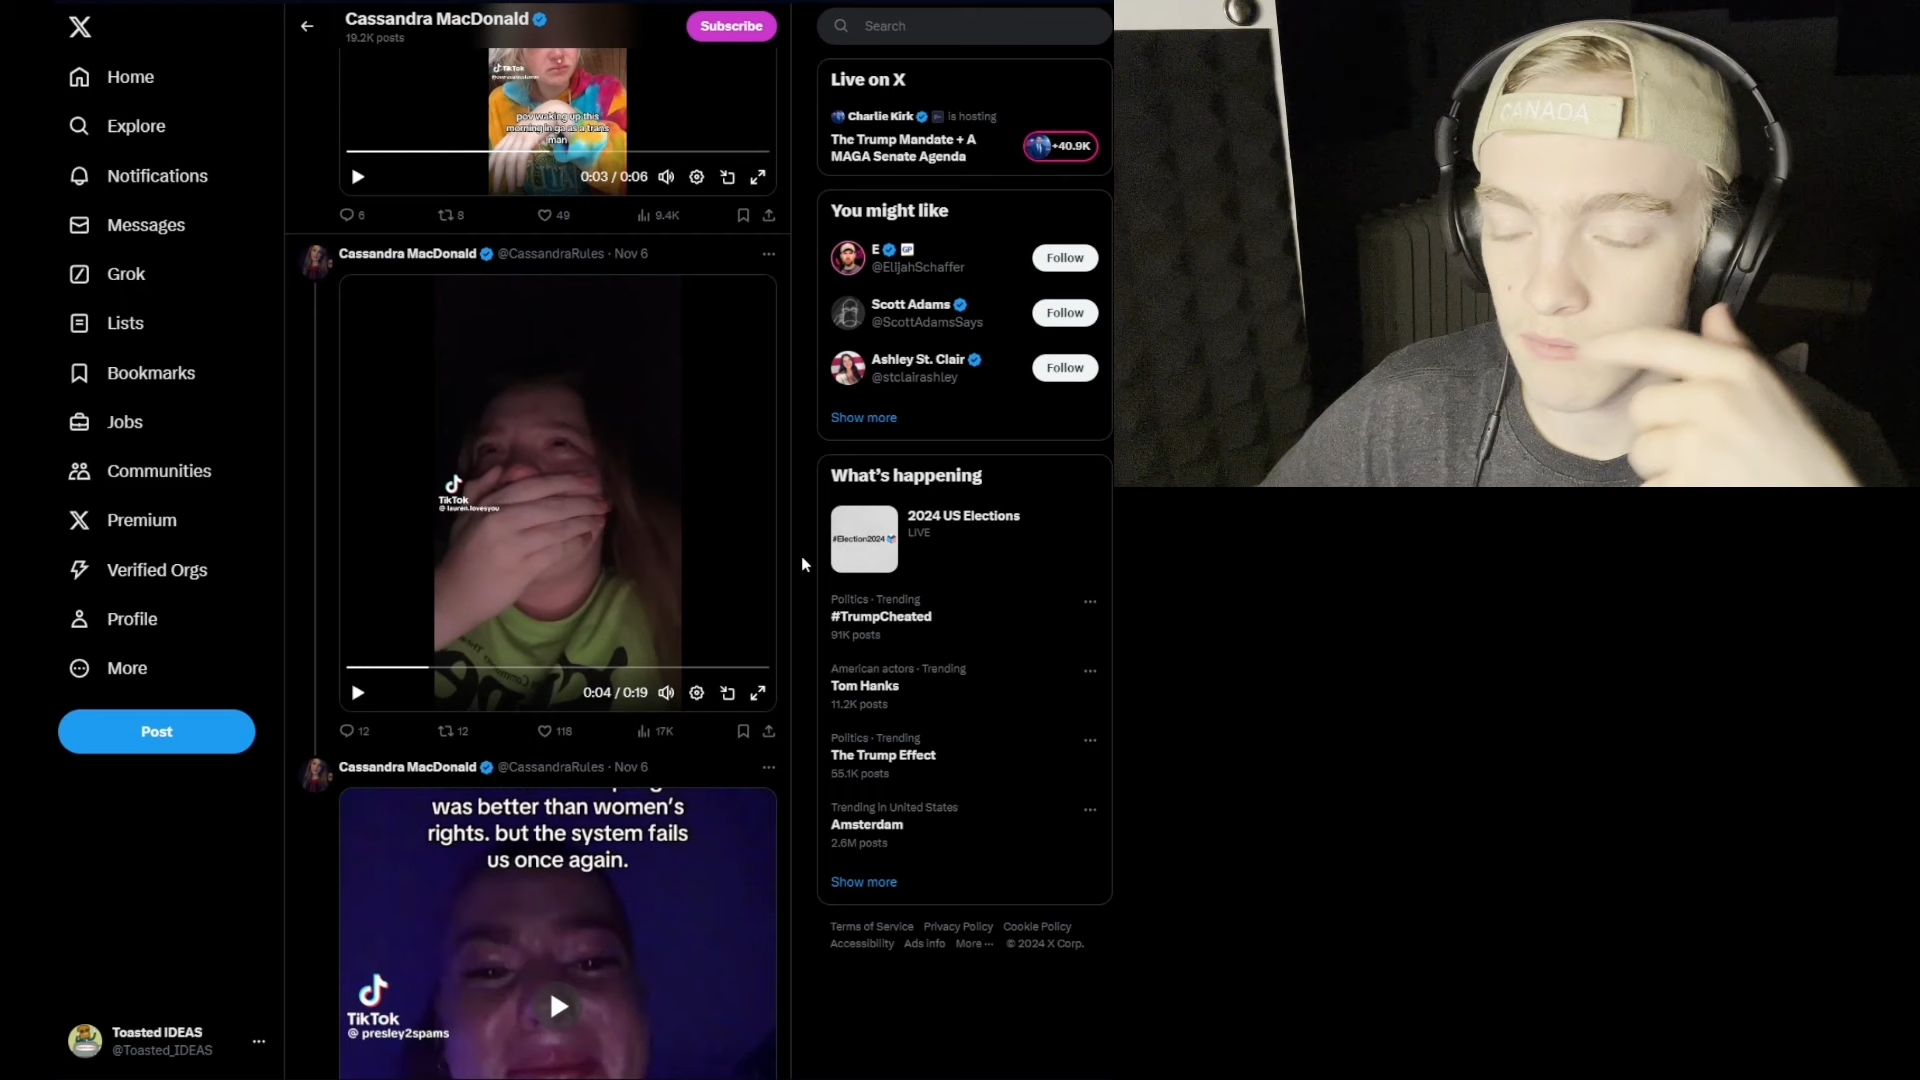 Home
Explore
Notifications
Messages
Grok
Lists
Bookmarks
Jobs
Communities
Premium
Verified Orgs
Profile
More
Post
Toasted IDEAS
@Toasted_IDEAS
Cassandra MacDonald
19.2K posts
Subscribe
TikTok
pov waking up this
morning in ga as a trans
man
0:03 / 0:06
6
8
49
9.4K
Cassandra MacDonald @CassandraRules · Nov 6
TikTok
@ lauren.lovesyou
0:04 / 0:19
12
12
118
17K
Cassandra MacDonald @CassandraRules · Nov 6
was better than women's
rights. but the system fails
us once again.
TikTok
@ presley2spams
Search
Live on X
Charlie Kirk is hosting
The Trump Mandate + A
MAGA Senate Agenda
+40.9K
You might like
E GP
@ElijahSchaffer
Follow
Scott Adams
@ScottAdamsSays
Follow
Ashley St. Clair
@stclairashley
Follow
Show more
What's happening
#Election2024
2024 US Elections
LIVE
Politics · Trending
#TrumpCheated
91K posts
American actors · Trending
Tom Hanks
11.2K posts
Politics · Trending
The Trump Effect
55.1K posts
Trending in United States
Amsterdam
2.6M posts
Show more
Terms of Service Privacy Policy Cookie Policy
Accessibility Ads info More ··· © 2024 X Corp.
CANADA